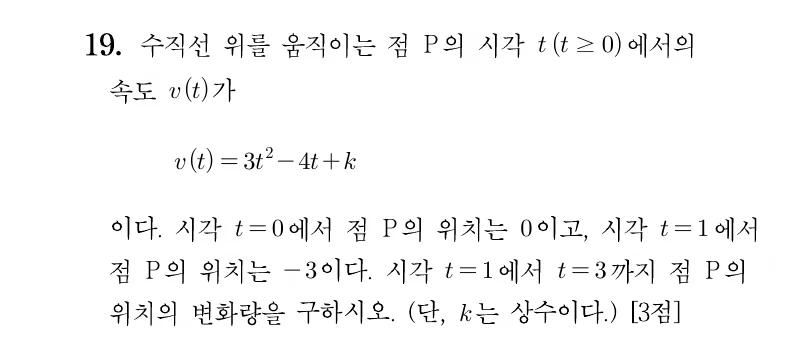 19. 수직선 위를 움직이는 점 P의 시각 t(t ≥ 0)에서의
속도 v(t)가
v(t) = 3t² − 4t + k
이다. 시각 t = 0에서 점 P의 위치는 0이고, 시각 t = 1에서
점 P의 위치는 −3이다. 시각 t = 1에서 t = 3까지 점 P의
위치의 변화량을 구하시오. (단, k는 상수이다.) [3점]